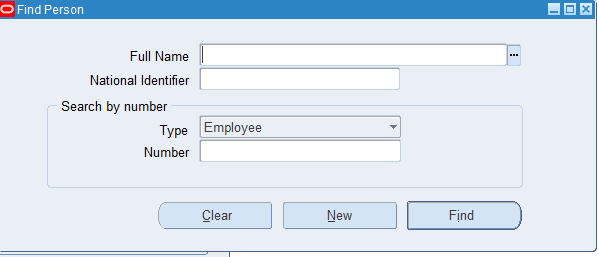 Find Person
Full Name
National Identifier
Search by number
Type Employee
Number
Clear New Find